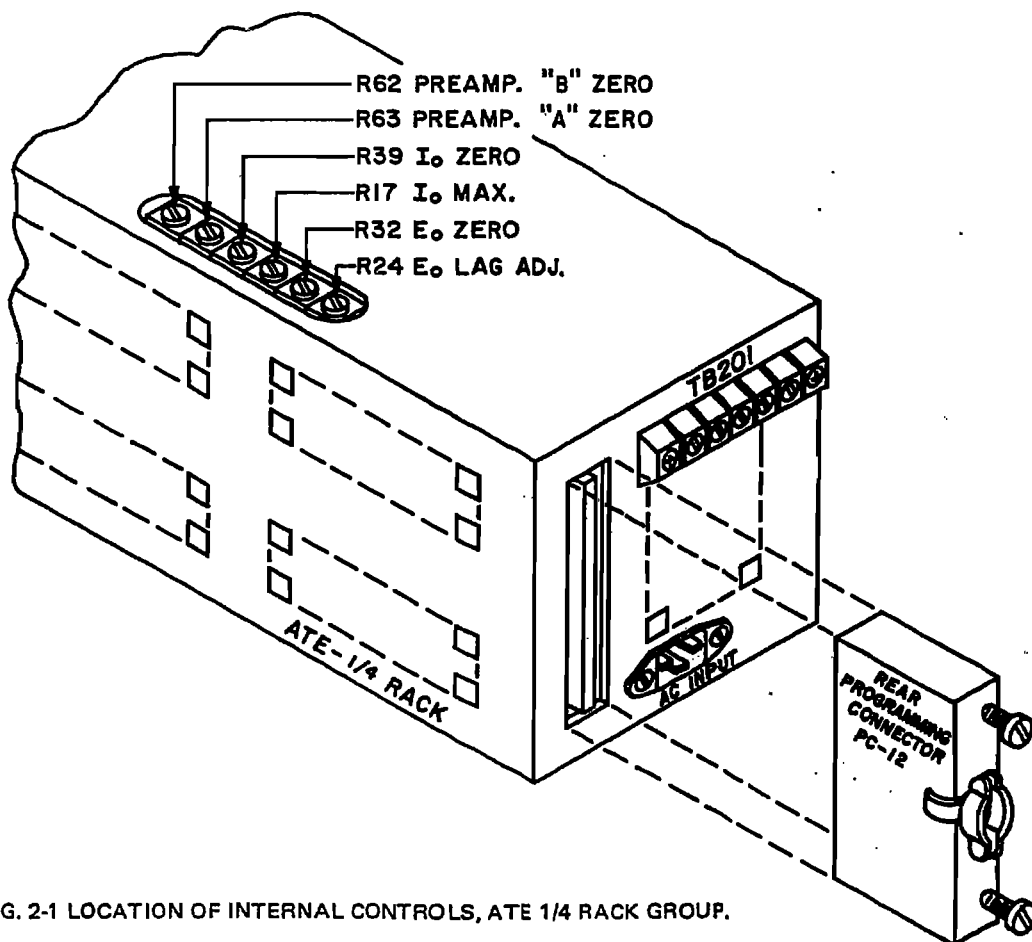 R62 PREAMP. "B" ZERO
R63 PREAMP. "A" ZERO
R39 Io ZERO
R17 Io MAX.
R32 Eo ZERO
R24 Eo LAG ADJ.
TB201
ATE-1/4 RACK
AC INPUT
REAR
PROGRAMMING
CONNECTOR
PC-12
G. 2-1 LOCATION OF INTERNAL CONTROLS, ATE 1/4 RACK GROUP.